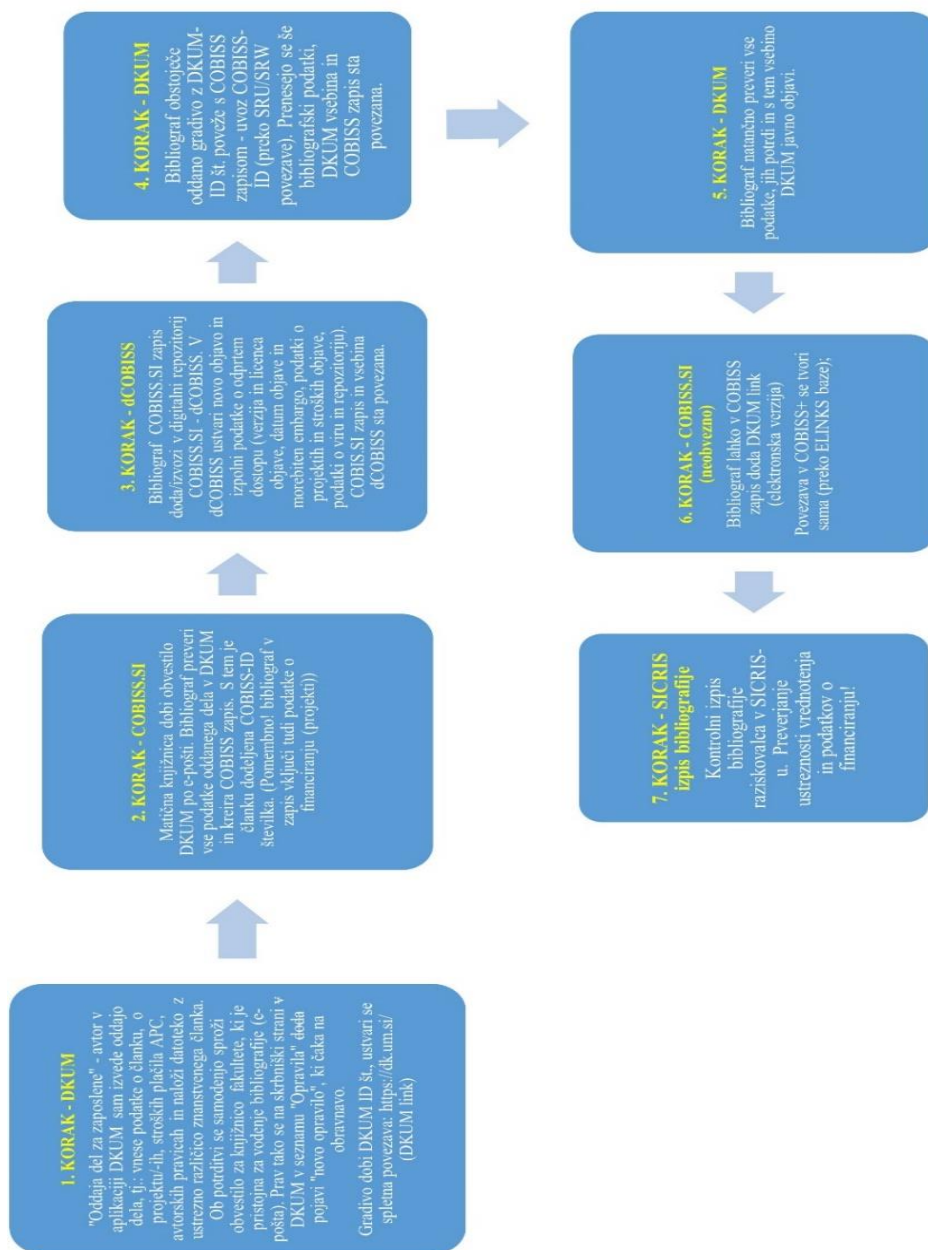 1. KORAK - DKUM
"Oddaja del za zaposlene" - avtor v
aplikaciji DKUM sam izvede oddajo
dela, tj.: vnese podatke o članku, o
projektu/-ih, stroških plačila APC,
avtorskih pravicah in naloži datoteko z
ustrezno različico znanstvenega članka.
Ob potrditvi se samodejno sproži
obvestilo za knjižnico fakultete, ki je
pristojna za vodenje bibliografije (e-
pošta). Prav tako se na skrbniški strani v
DKUM v seznamu "Opravila" doda
pojavi "novo opravilo", ki čaka na
obravnavo.
Gradivo dobi DKUM ID št., ustvari se
spletna povezava: https://dk.um.si/
(DKUM link)
2. KORAK - COBISS.SI
Matična knjižnica dobi obvestilo
DKUM po e-pošti. Bibliograf preveri
vse podatke oddanega dela v DKUM
in kreira COBISS zapis. S tem je
članku dodeljena COBISS-ID
številka. (Pomembno! bibliograf v
zapis vključi tudi podatke o
financiranju (projekti))
3. KORAK - dCOBISS
Bibliograf COBISS.SI zapis
doda/izvozi v digitalni repozitorij
COBISS.SI - dCOBISS. V
dCOBISS ustvari novo objavo in
izpolni podatke o odprtem
dostopu (verzija in licenca
objave, datum objave in
morebiten embargo, podatki o
projektih in stroških objave,
podatki o viru in repozitoriju).
COBIS.SI zapis in vsebina
dCOBISS sta povezana.
4. KORAK - DKUM
Bibliograf obstoječe
oddano gradivo z DKUM-
ID št. poveže s COBISS
zapisom - uvoz COBISS-
ID (preko SRU/SRW
povezave). Prenesejo se še
bibliografski podatki,
DKUM vsebina in
COBISS zapis sta
povezana.
5. KORAK - DKUM
Bibliograf natančno preveri vse
podatke, jih potrdi in s tem vsebino
DKUM javno objavi.
6. KORAK - COBISS.SI
(neobvezno)
Bibliograf lahko v COBISS
zapis doda DKUM link
(elektronska verzija)
Povezava v COBISS+ se tvori
sama (preko ELINKS baze);
7. KORAK - SICRIS
izpis bibliografije
Kontrolni izpis
bibliografije
raziskovalca v SICRIS-
u. Preverjanje
ustreznosti vrednotenja
in podatkov o
financiranju!